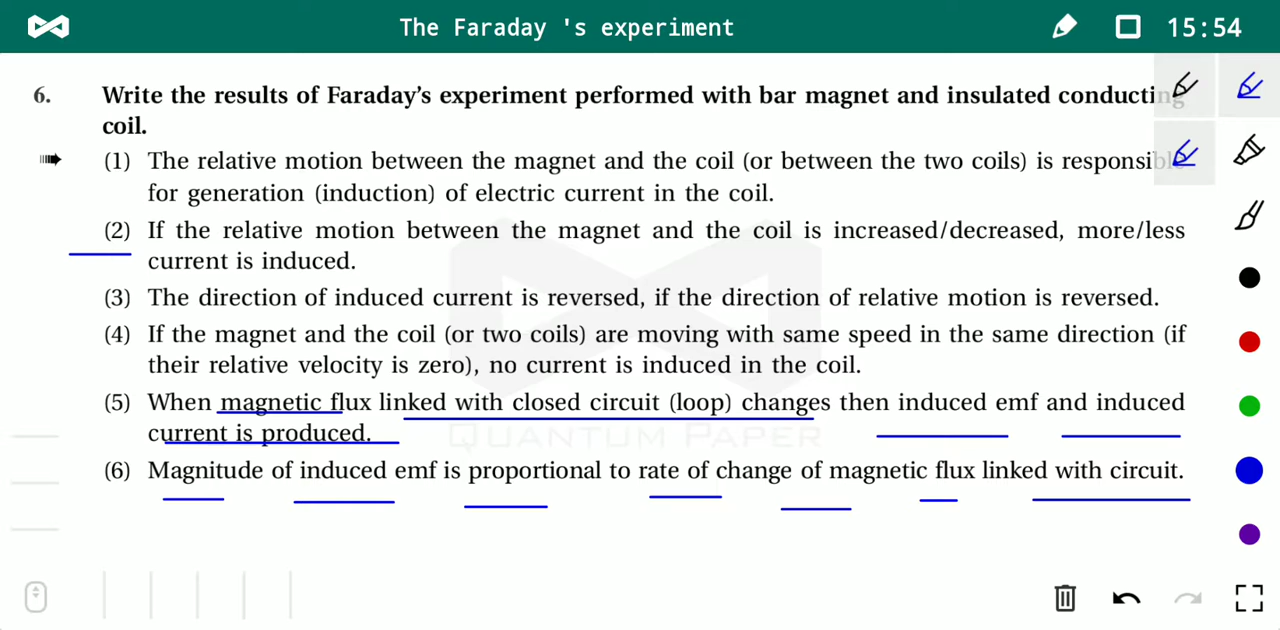 The Faraday 's experiment
15:54
6. Write the results of Faraday's experiment performed with bar magnet and insulated conducting
coil.
(1) The relative motion between the magnet and the coil (or between the two coils) is responsible
for generation (induction) of electric current in the coil.
(2) If the relative motion between the magnet and the coil is increased/decreased, more/less
current is induced.
(3) The direction of induced current is reversed, if the direction of relative motion is reversed.
(4) If the magnet and the coil (or two coils) are moving with same speed in the same direction (if
their relative velocity is zero), no current is induced in the coil.
(5) When magnetic flux linked with closed circuit (loop) changes then induced emf and induced
current is produced.
QUANTUM PAPER
(6) Magnitude of induced emf is proportional to rate of change of magnetic flux linked with circuit.